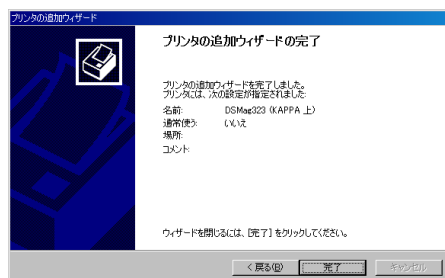 プリンタの追加ウィザード
プリンタの追加ウィザードの完了
プリンタの追加ウィザードを完了しました。
プリンタには、次の設定が指定されました:
名前: DSMag323 (KAPPA 上)
通常使う: いいえ
場所:
コメント:
ウィザードを閉じるには、[完了] をクリックしてください。
< 戻る(B)
完了
キャンセル